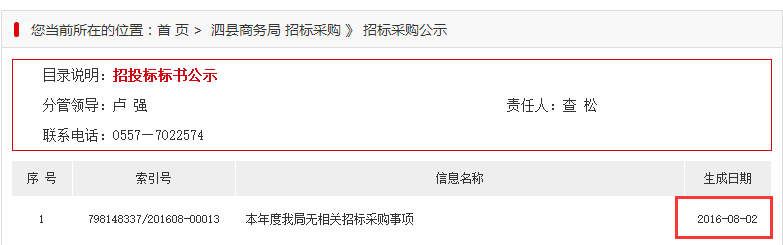 您当前所在的位置：首 页 > 泗县商务局 招标采购 》 招标采购公示
目录说明：招投标标书公示
分管领导：卢 强 责任人：查 松
联系电话：0557－7022574
序 号 索引号 信息名称 生成日期
1 798148337/201608-00013 本年度我局无相关招标采购事项 2016-08-02